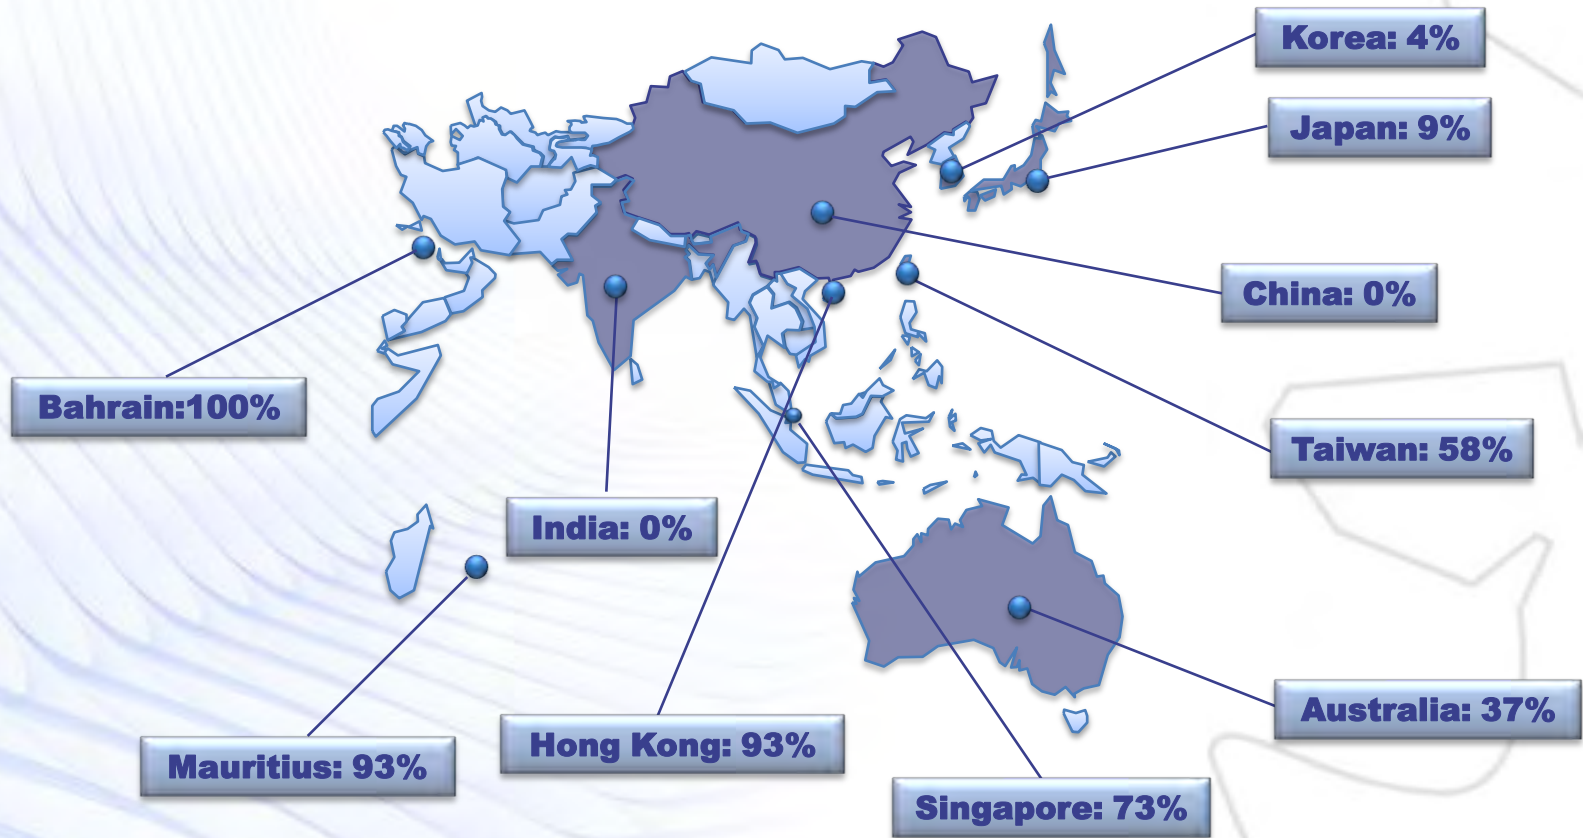 Korea: 4%
Japan: 9%
China: 0%
Bahrain:100%
Taiwan: 58%
India: 0%
Australia: 37%
Hong Kong: 93%
Mauritius: 93%
Singapore: 73%